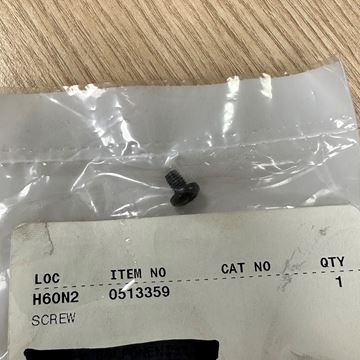 LOC ITEM NO CAT NO QTY
H60N2 0513359 1
SCREW